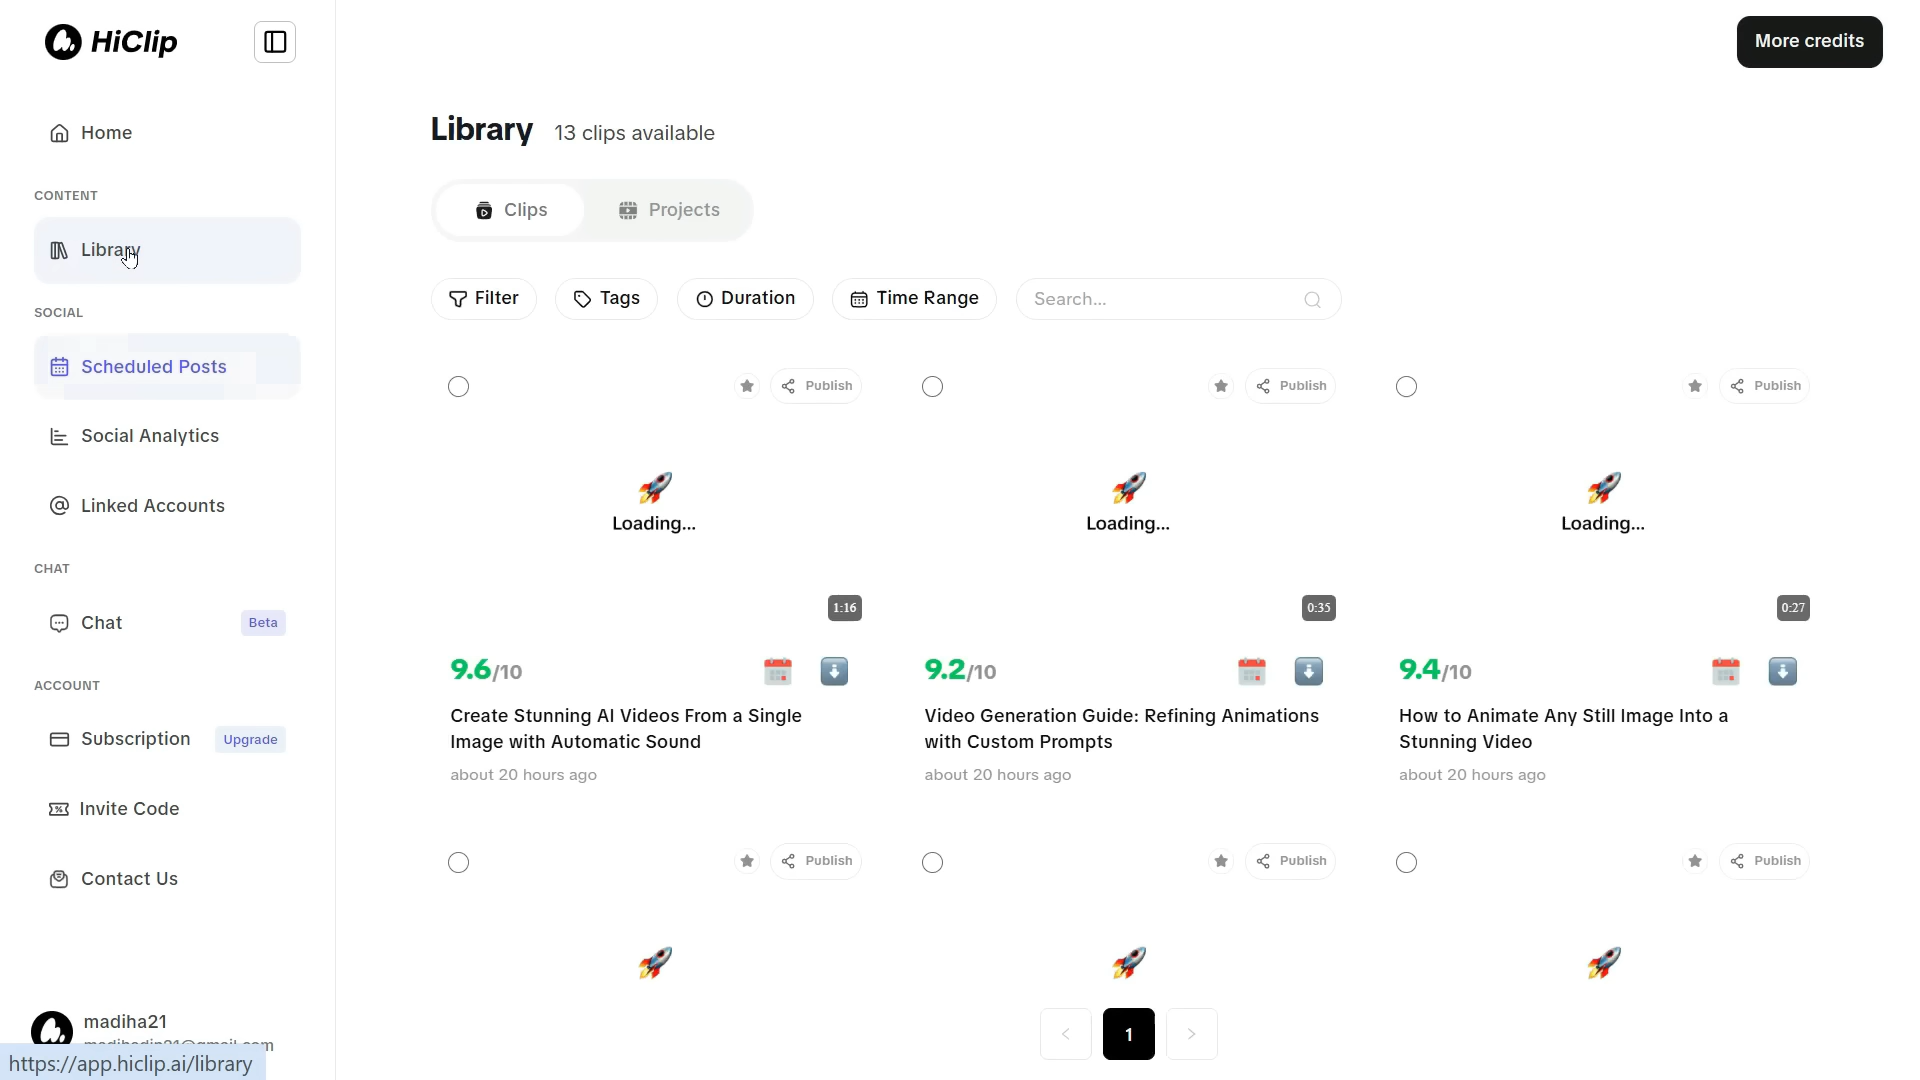 HiClip
More credits
Home
CONTENT
Library
SOCIAL
Scheduled Posts
Social Analytics
Linked Accounts
CHAT
Chat
Beta
ACCOUNT
Subscription
Upgrade
Invite Code
Contact Us
madiha21
https://app.hiclip.ai/library
Library 13 clips available
Clips
Projects
Filter
Tags
Duration
Time Range
Search...
Publish
Publish
Publish
Loading...
Loading...
Loading...
1:16
0:35
0:27
9.6/10
Create Stunning AI Videos From a Single
Image with Automatic Sound
about 20 hours ago
9.2/10
Video Generation Guide: Refining Animations
with Custom Prompts
about 20 hours ago
9.4/10
How to Animate Any Still Image Into a
Stunning Video
about 20 hours ago
Publish
Publish
Publish
< 1 >